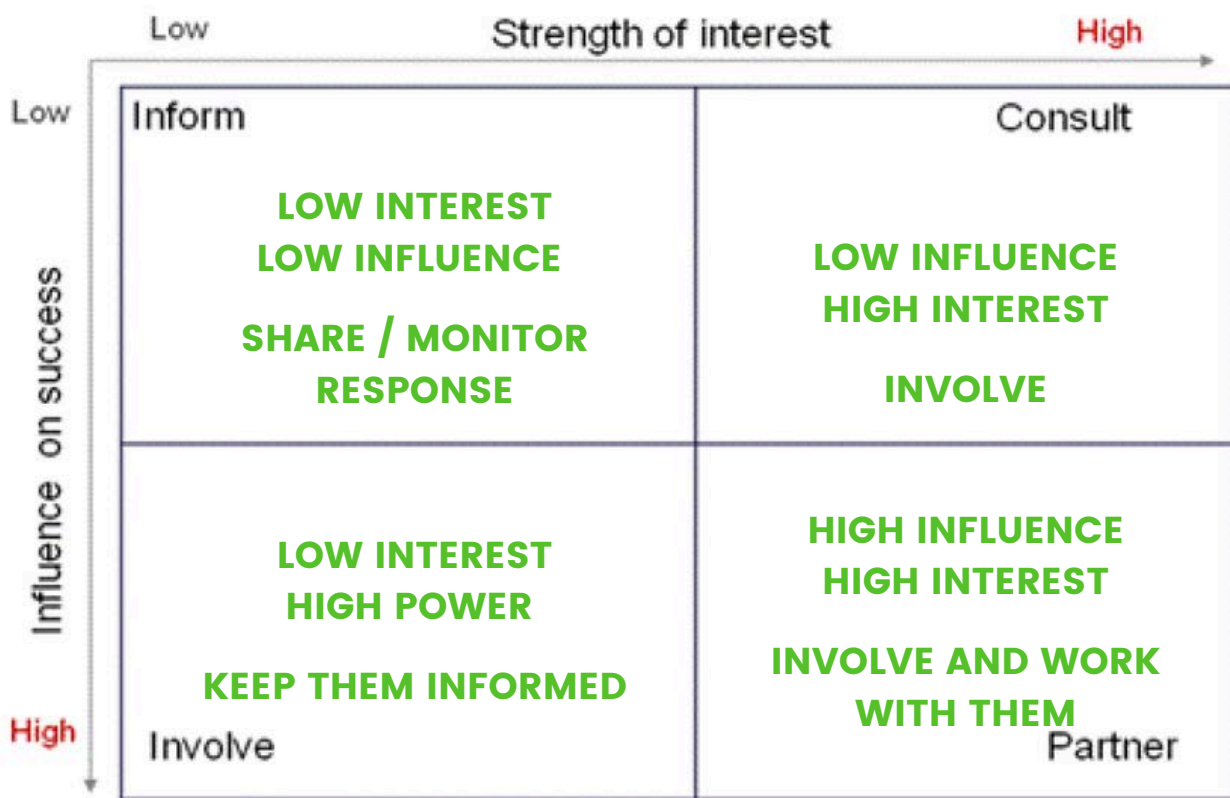 Low Strength of interest High
Low
Inform
Consult
LOW INTEREST
LOW INFLUENCE
SHARE / MONITOR
RESPONSE
LOW INFLUENCE
HIGH INTEREST
INVOLVE
Influence on success
LOW INTEREST
HIGH POWER
KEEP THEM INFORMED
HIGH INFLUENCE
HIGH INTEREST
INVOLVE AND WORK
WITH THEM
High
Involve
Partner